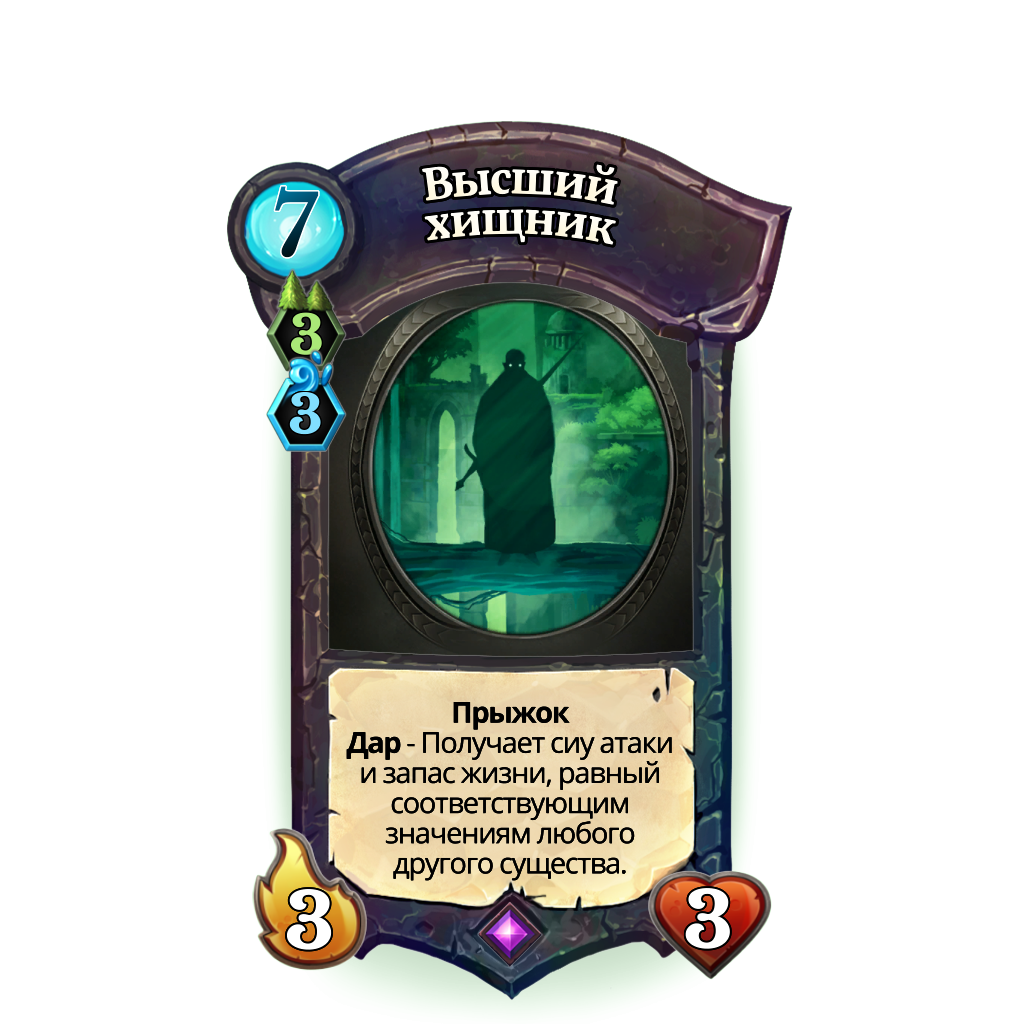 Высший
хищник
7
3
3
Прыжок
Дар - Получает сиу атаки
и запас жизни, равный
соответствующим
значениям любого
другого существа.
3
3